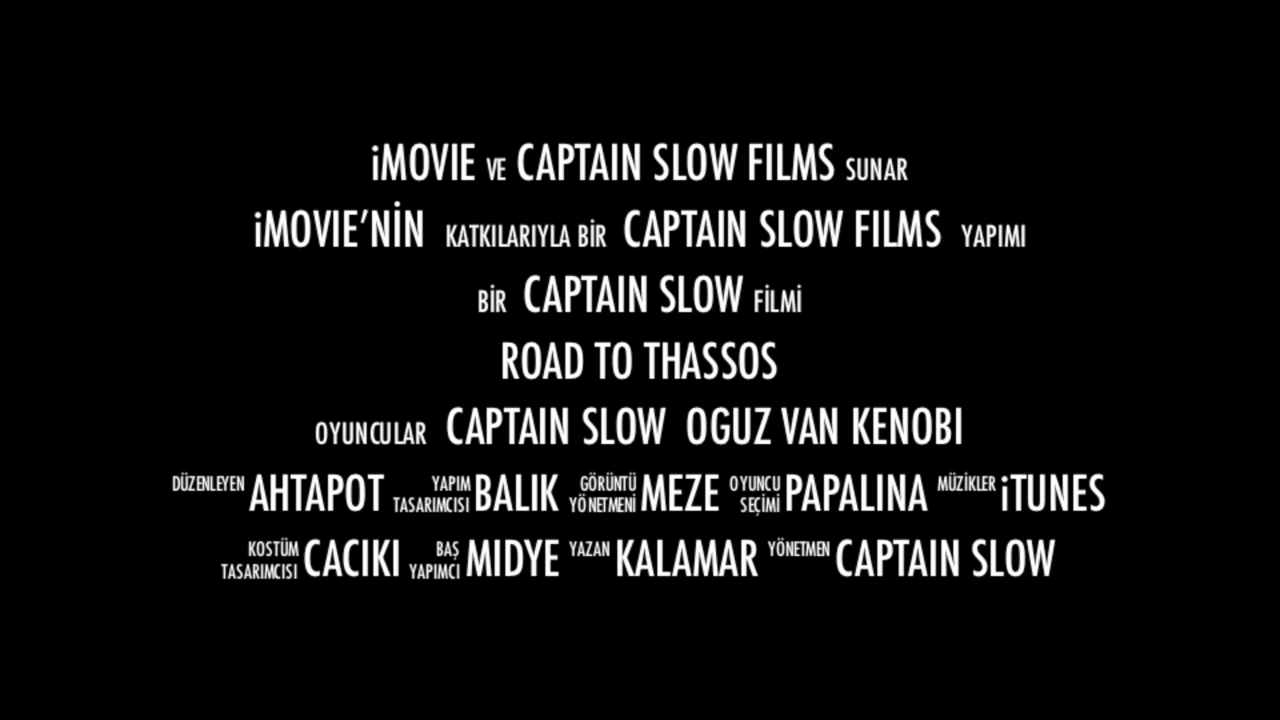 iMOVIE VE CAPTAIN SLOW FILMS SUNAR
iMOVIE'NİN KATKILARIYLA BİR CAPTAIN SLOW FILMS YAPIMI
BİR CAPTAIN SLOW FİLMİ
ROAD TO THASSOS
OYUNCULAR CAPTAIN SLOW OGUZ VAN KENOBI
DÜZENLEYEN AHTAPOT YAPIM TASARIMCISI BALIK GÖRÜNTÜ YÖNETMENİ MEZE OYUNCU SEÇİMİ PAPALINA MÜZİKLER iTUNES
KOSTÜM TASARIMCISI CACIKI BAŞ YAPIMCI MIDYE YAZAN KALAMAR YÖNETMEN CAPTAIN SLOW